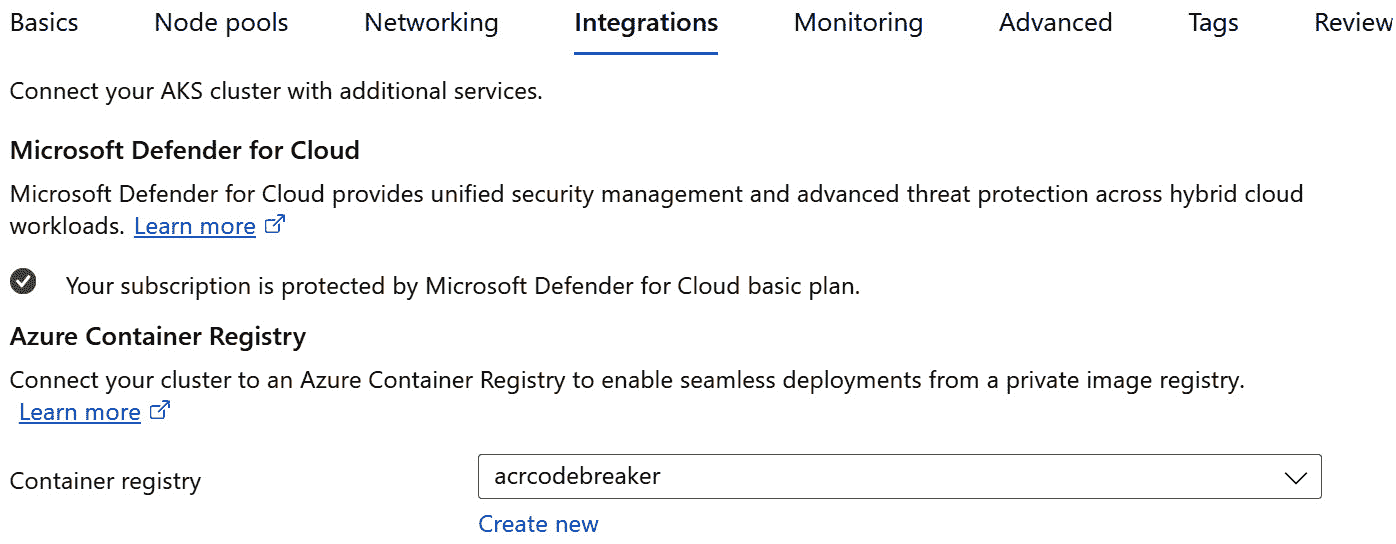 Basics Node pools Networking Integrations Monitoring Advanced Tags Review
Connect your AKS cluster with additional services.
Microsoft Defender for Cloud
Microsoft Defender for Cloud provides unified security management and advanced threat protection across hybrid cloud
workloads. Learn more
Your subscription is protected by Microsoft Defender for Cloud basic plan.
Azure Container Registry
Connect your cluster to an Azure Container Registry to enable seamless deployments from a private image registry.
Learn more
Container registry acrcodebreaker
Create new